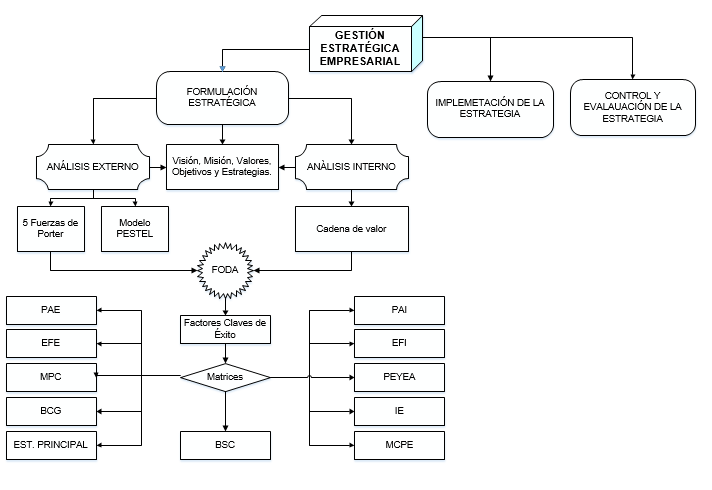 GESTIÓN
ESTRATÉGICA
EMPRESARIAL
FORMULACIÓN
ESTRATÉGICA
IMPLEMETACIÓN DE LA
ESTRATEGIA
CONTROL Y
EVALAUACIÓN DE LA
ESTRATEGIA
ANÁLISIS EXTERNO
Visión, Misión, Valores,
Objetivos y Estrategias.
ANÀLISIS INTERNO
5 Fuerzas de
Porter
Modelo
PESTEL
Cadena de valor
FODA
Factores Claves de
Éxito
PAE
PAI
EFE
EFI
MPC
Matrices
PEYEA
BCG
IE
EST. PRINCIPAL
BSC
MCPE